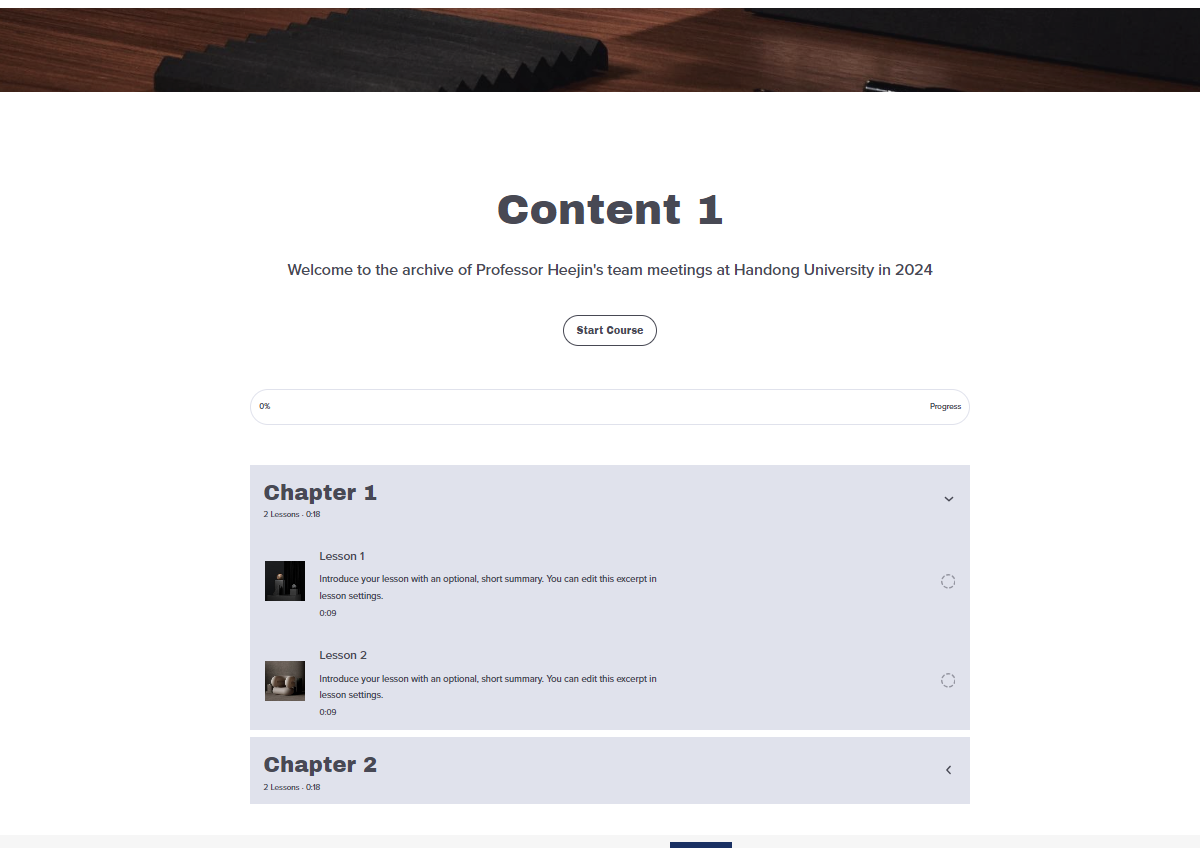 Content 1
Welcome to the archive of Professor Heejin's team meetings at Handong University in 2024
Start Course
0%
Progress
Chapter 1
2 Lessons · 0:18
Lesson 1
Introduce your lesson with an optional, short summary. You can edit this excerpt in
lesson settings.
0:09
Lesson 2
Introduce your lesson with an optional, short summary. You can edit this excerpt in
lesson settings.
0:09
Chapter 2
2 Lessons · 0:18